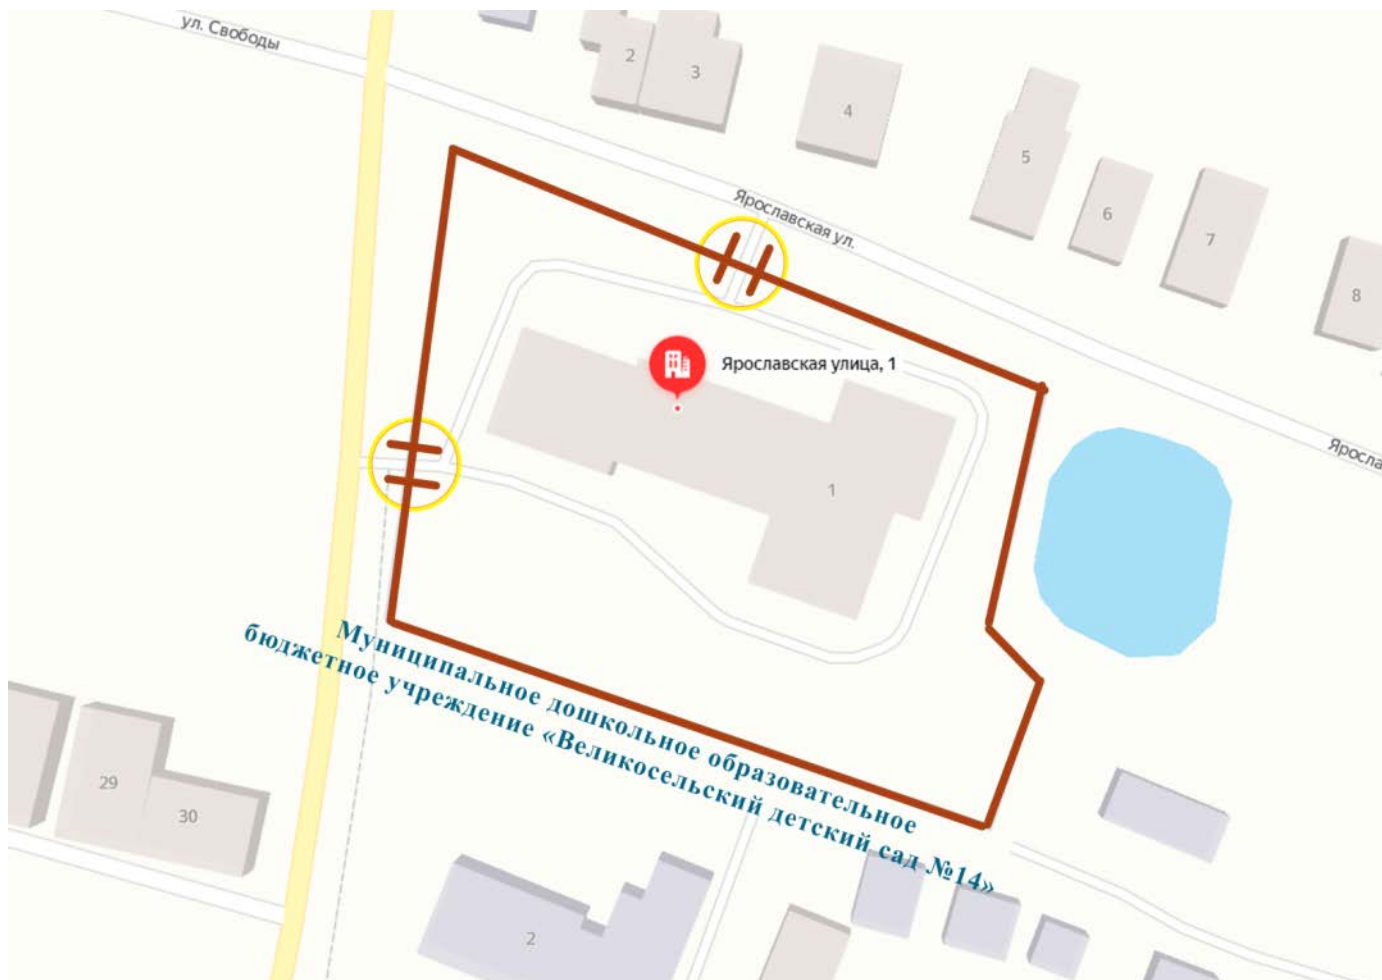 ул. Свободы
2
3
4
5
6
7
8
Ярославская ул.
Ярославская улица, 1
1
Яросла
Муниципальное дошкольное образовательное
бюджетное учреждение «Великосельский детский сад №14»
29
30
2